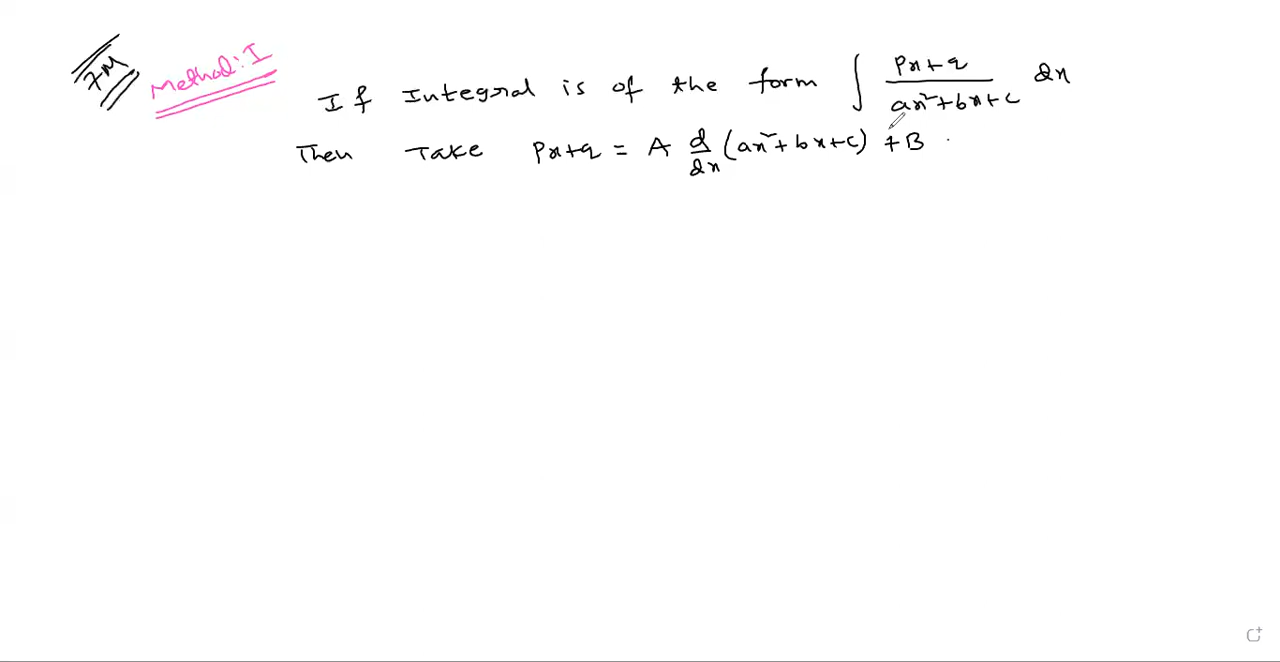 7M Method: I
If Integral is of the form ∫ px+q / ax²+bx+c dx
Then Take px+q = A d/dx (ax²+bx+c) + B .